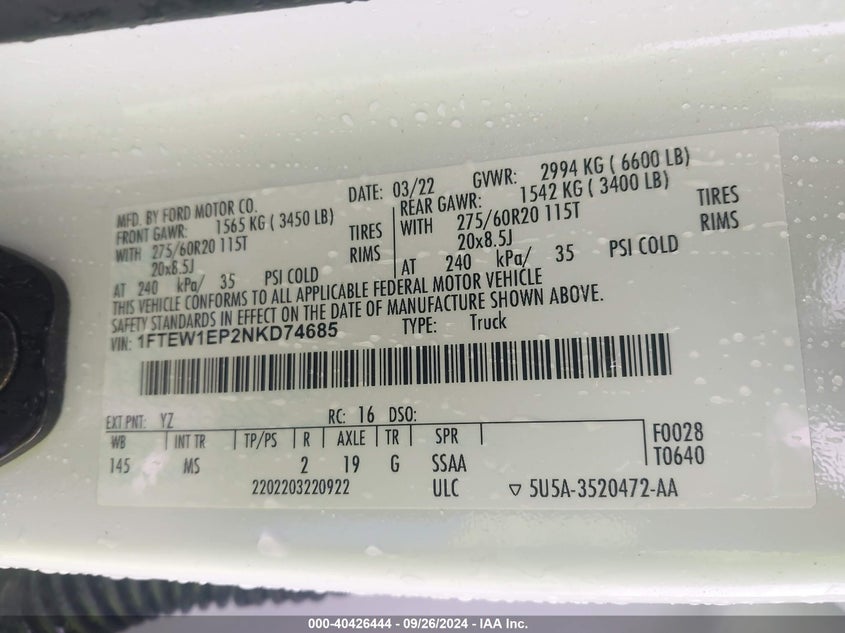 MFD. BY FORD MOTOR CO. DATE: 03/22 GVWR: 2994 KG ( 6600 LB)
FRONT GAWR: 1565 KG ( 3450 LB) REAR GAWR: 1542 KG ( 3400 LB)
WITH 275/60R20 115T TIRES WITH 275/60R20 115T TIRES
20x8.5J RIMS 20x8.5J RIMS
AT 240 kPa/ 35 PSI COLD AT 240 kPa/ 35 PSI COLD
THIS VEHICLE CONFORMS TO ALL APPLICABLE FEDERAL MOTOR VEHICLE
SAFETY STANDARDS IN EFFECT ON THE DATE OF MANUFACTURE SHOWN ABOVE.
VIN: 1FTEW1EP2NKD74685 TYPE: Truck
EXT PNT: YZ RC: 16 DSO:
WB INT TR TP/PS R AXLE TR SPR F0028
145 MS 2 19 G SSAA T0640
2202203220922 ULC ▽ 5U5A-3520472-AA
000-40426444 - 09/26/2024 - IAA Inc.